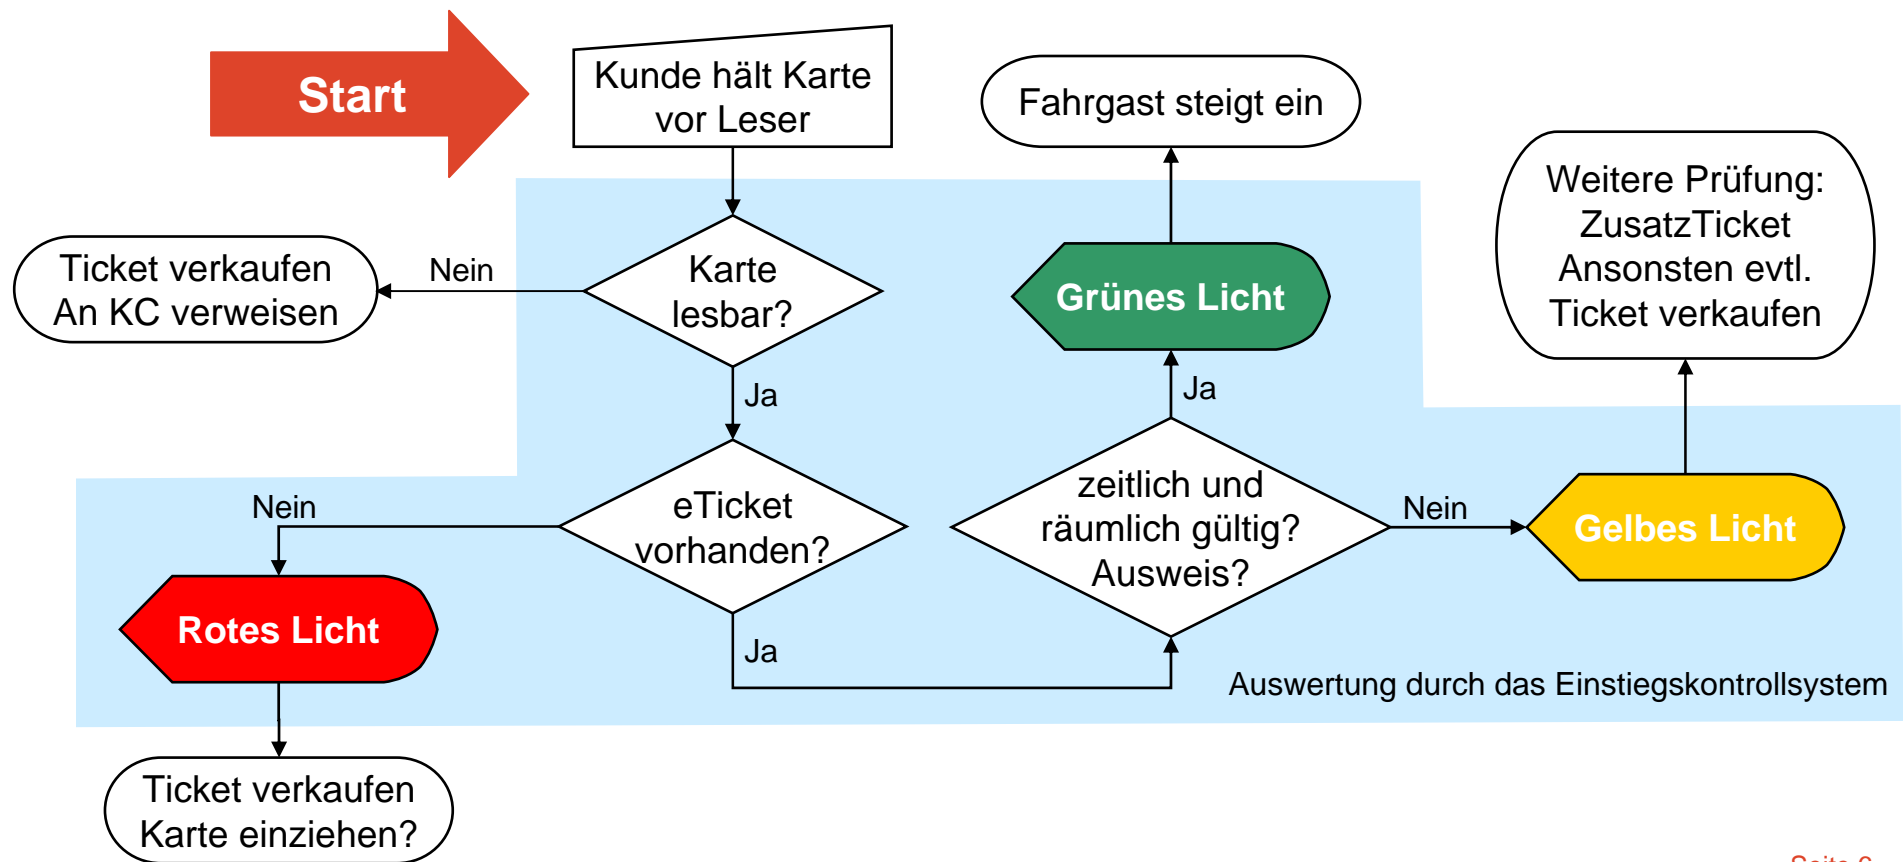 Start
Kunde hält Karte
vor Leser
Fahrgast steigt ein
Weitere Prüfung:
ZusatzTicket
Ansonsten evtl.
Ticket verkaufen
Ticket verkaufen
An KC verweisen
Nein
Karte
lesbar?
Grünes Licht
Ja
Ja
Nein
eTicket
vorhanden?
zeitlich und
räumlich gültig?
Ausweis?
Nein
Gelbes Licht
Rotes Licht
Ja
Auswertung durch das Einstiegskontrollsystem
Ticket verkaufen
Karte einziehen?
Seite 6